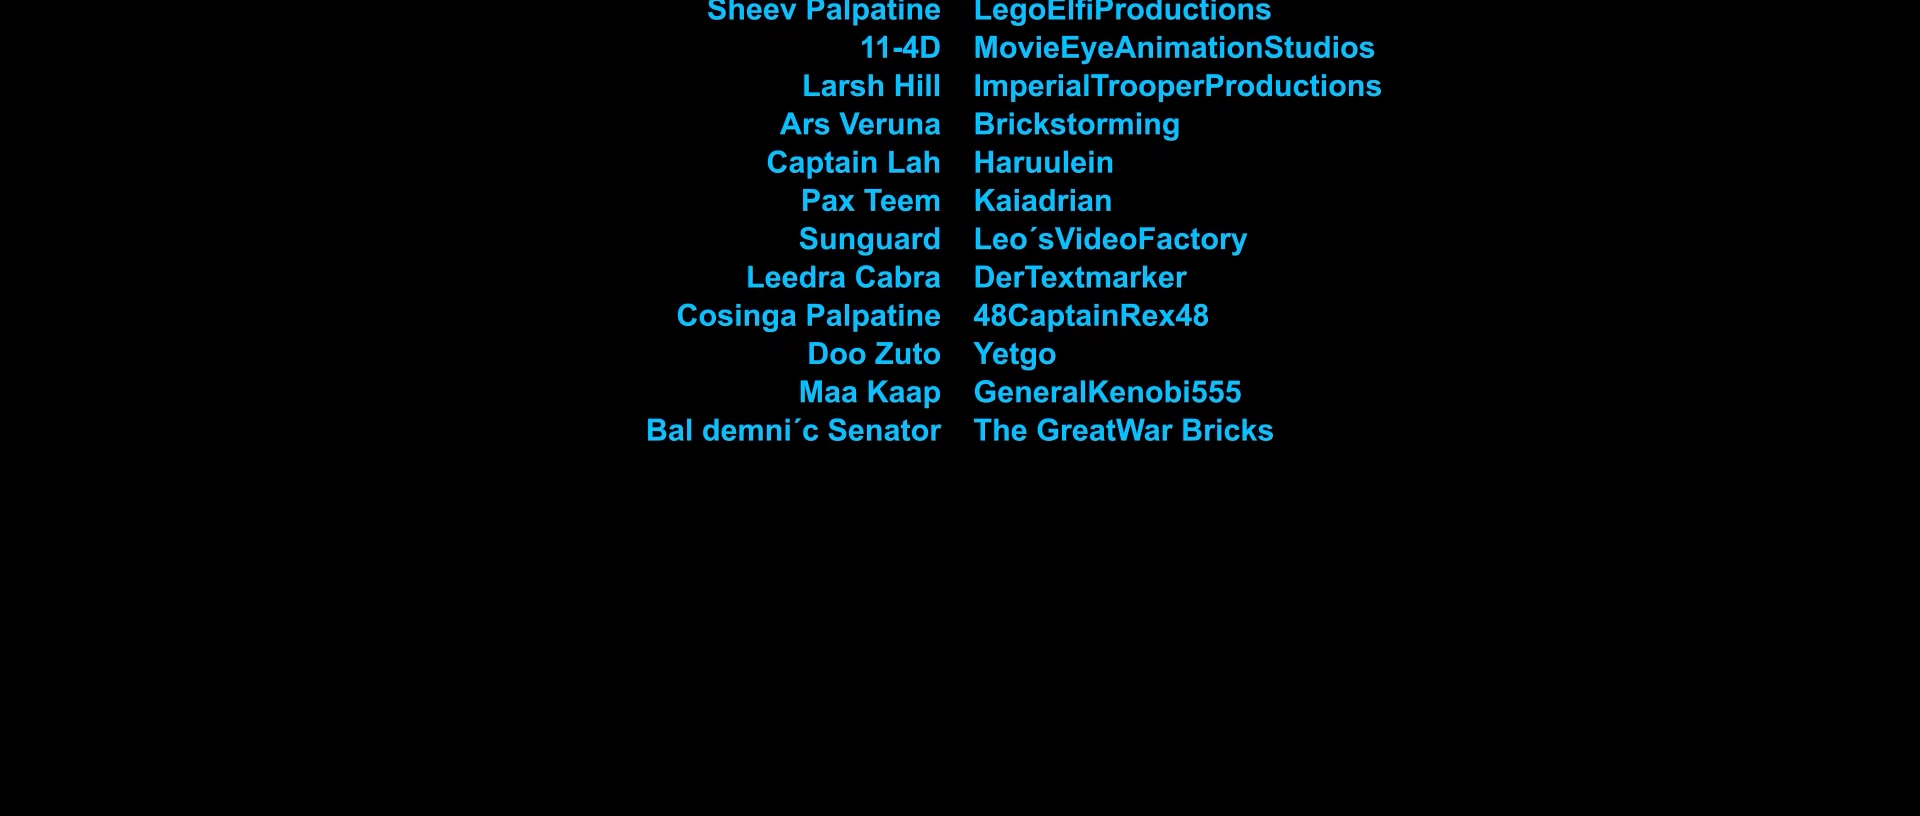 Sheev Palpatine LegoElfiProductions
11-4D MovieEyeAnimationStudios
Larsh Hill ImperialTrooperProductions
Ars Veruna Brickstorming
Captain Lah Haruulein
Pax Teem Kaiadrian
Sunguard Leo´sVideoFactory
Leedra Cabra DerTextmarker
Cosinga Palpatine 48CaptainRex48
Doo Zuto Yetgo
Maa Kaap GeneralKenobi555
Bal demni´c Senator The GreatWar Bricks